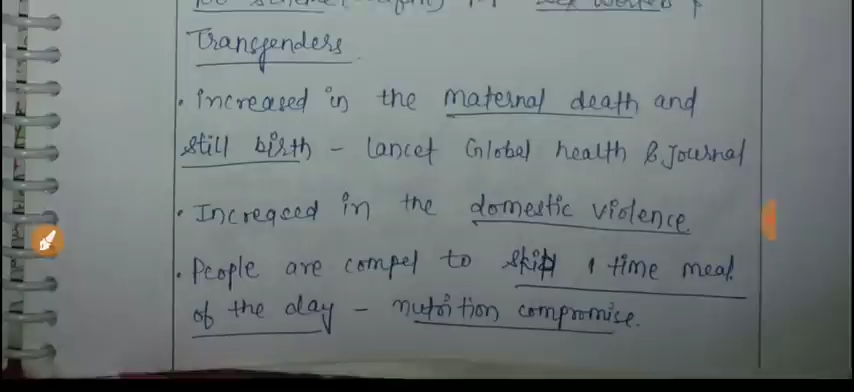 Transgenders
• increased in the maternal death and
still birth - lancet Global health & Journal
• Increased in the domestic violence
• People are compel to skip 1 time meal
of the day - nutrition compromise.